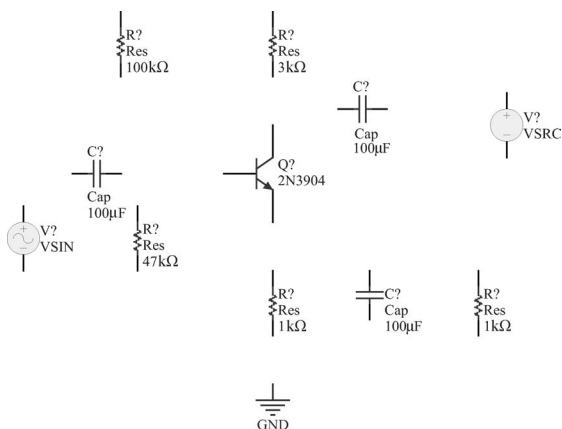 R?
Res
100kΩ
R?
Res
3kΩ
C?
Cap
100µF
V?
VSRC
C?
Cap
100µF
Q?
2N3904
V?
VSIN
R?
Res
47kΩ
R?
Res
1kΩ
C?
Cap
100µF
R?
Res
1kΩ
GND